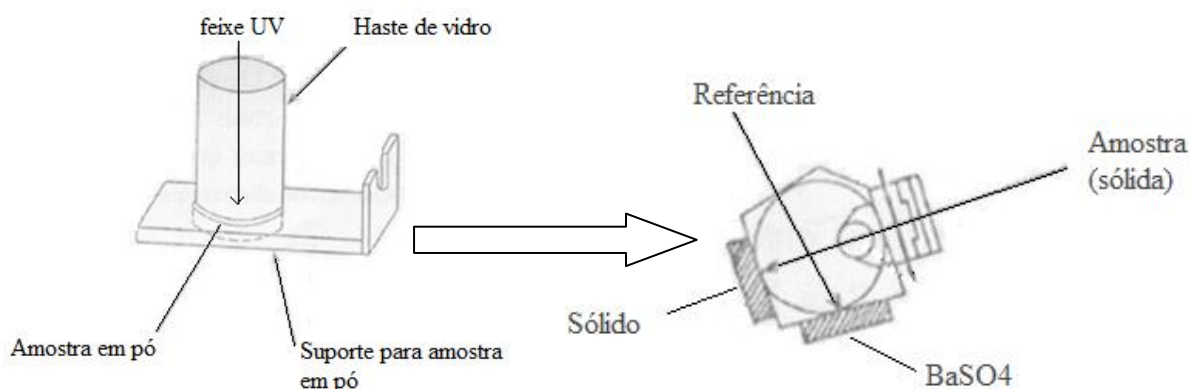 feixe UV
Haste de vidro
Amostra em pó
Suporte para amostra
em pó
Referência
Amostra
(sólida)
Sólido
BaSO4